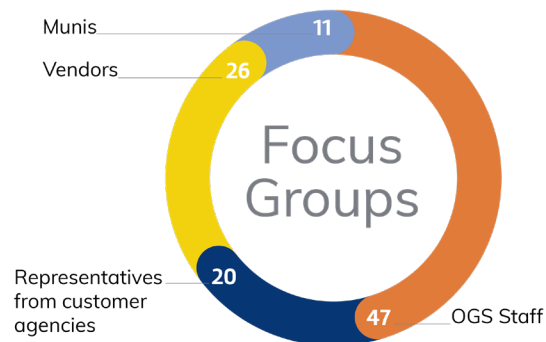 Munis
11
Vendors
26
Focus
Groups
Representatives
from customer
agencies
20
47
OGS Staff